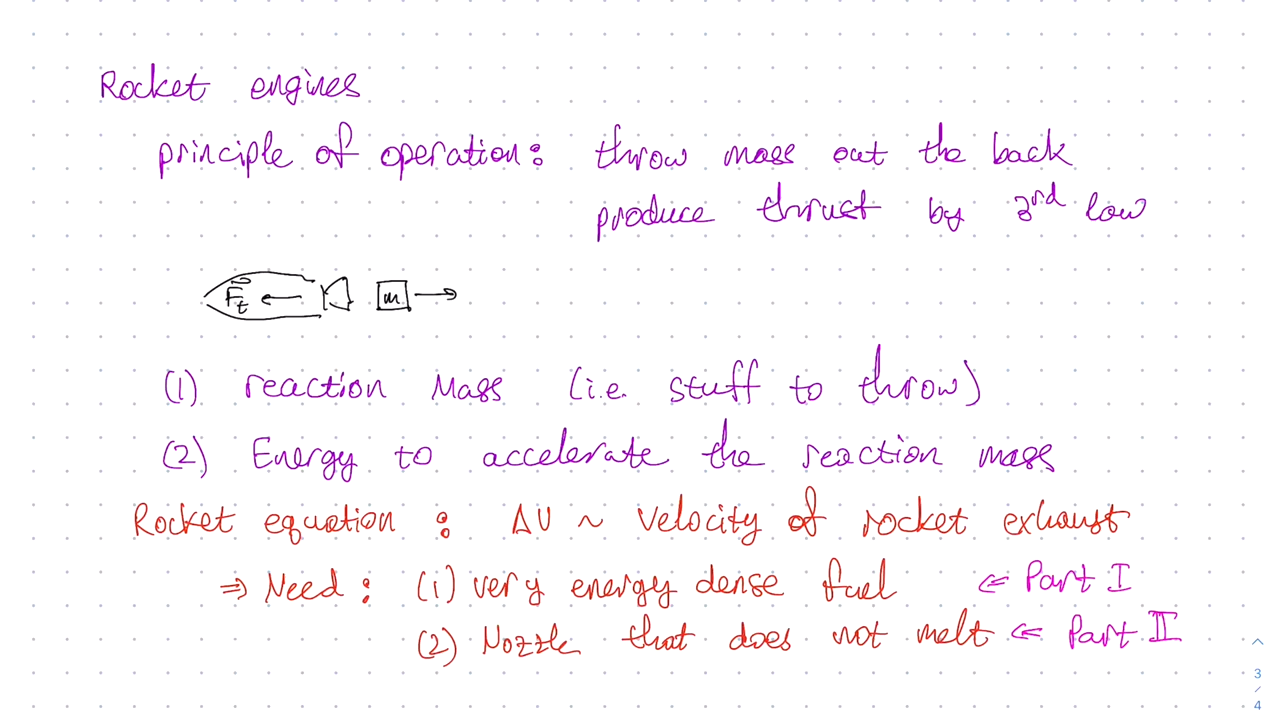 Rocket engines
principle of operation: throw mass out the back
produce thrust by 3rd law
Ft m
(1) reaction mass (i.e. stuff to throw)
(2) Energy to accelerate the reaction mass
Rocket equation : ΔU ~ velocity of rocket exhaust
⇒ Need: (1) very energy dense fuel ⇐ Part I
(2) Nozzle that does not melt ⇐ Part II
3
/
4